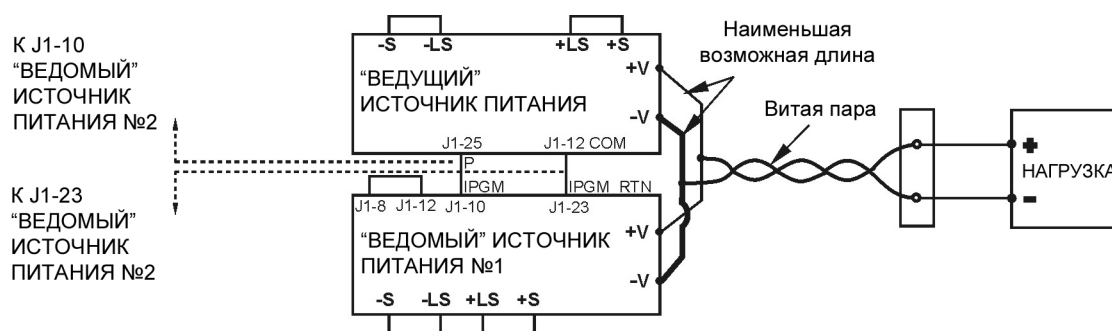 К J1-10
“ВЕДОМЫЙ”
ИСТОЧНИК
ПИТАНИЯ №2
К J1-23
“ВЕДОМЫЙ”
ИСТОЧНИК
ПИТАНИЯ №2
-S -LS +LS +S
“ВЕДУЩИЙ”
ИСТОЧНИК ПИТАНИЯ
+V
-V
J1-25 J1-12 COM
P
IPGM IPGM RTN
J1-8 J1-12 J1-10 J1-23
“ВЕДОМЫЙ” ИСТОЧНИК
ПИТАНИЯ №1
+V
-V
-S -LS +LS +S
Наименьшая
возможная длина
Витая пара
+
НАГРУЗКА
-